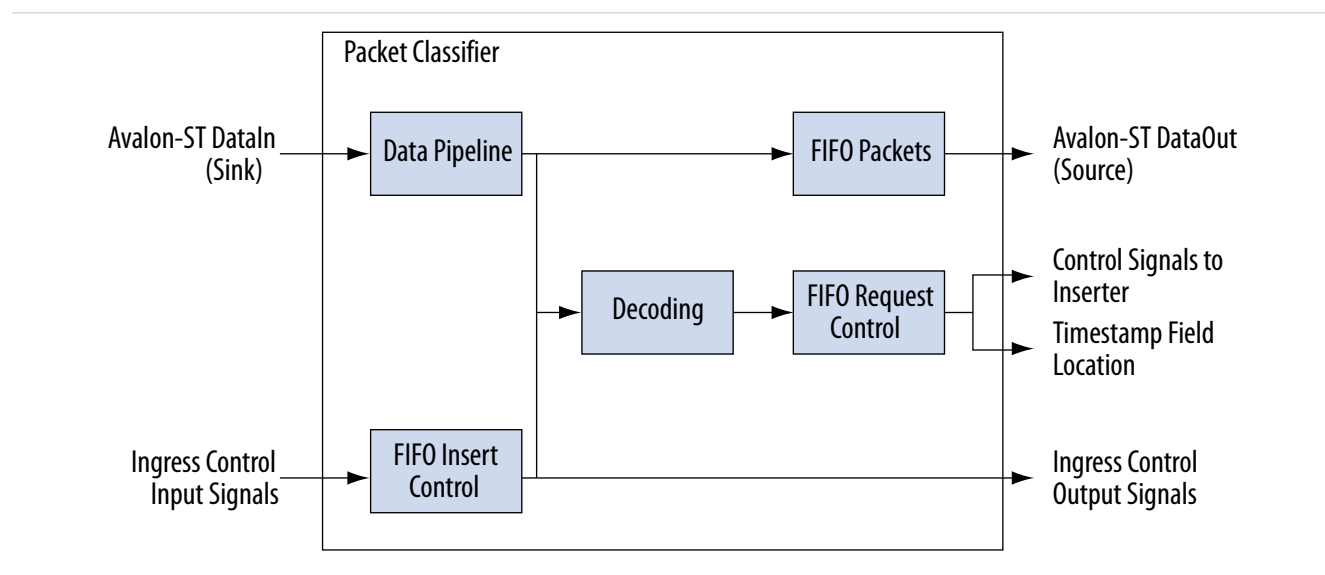 Packet Classifier
Avalon-ST DataIn
(Sink)
Data Pipeline
FIFO Packets
Avalon-ST DataOut
(Source)
Decoding
FIFO Request
Control
Control Signals to
Inserter
Timestamp Field
Location
Ingress Control
Input Signals
FIFO Insert
Control
Ingress Control
Output Signals